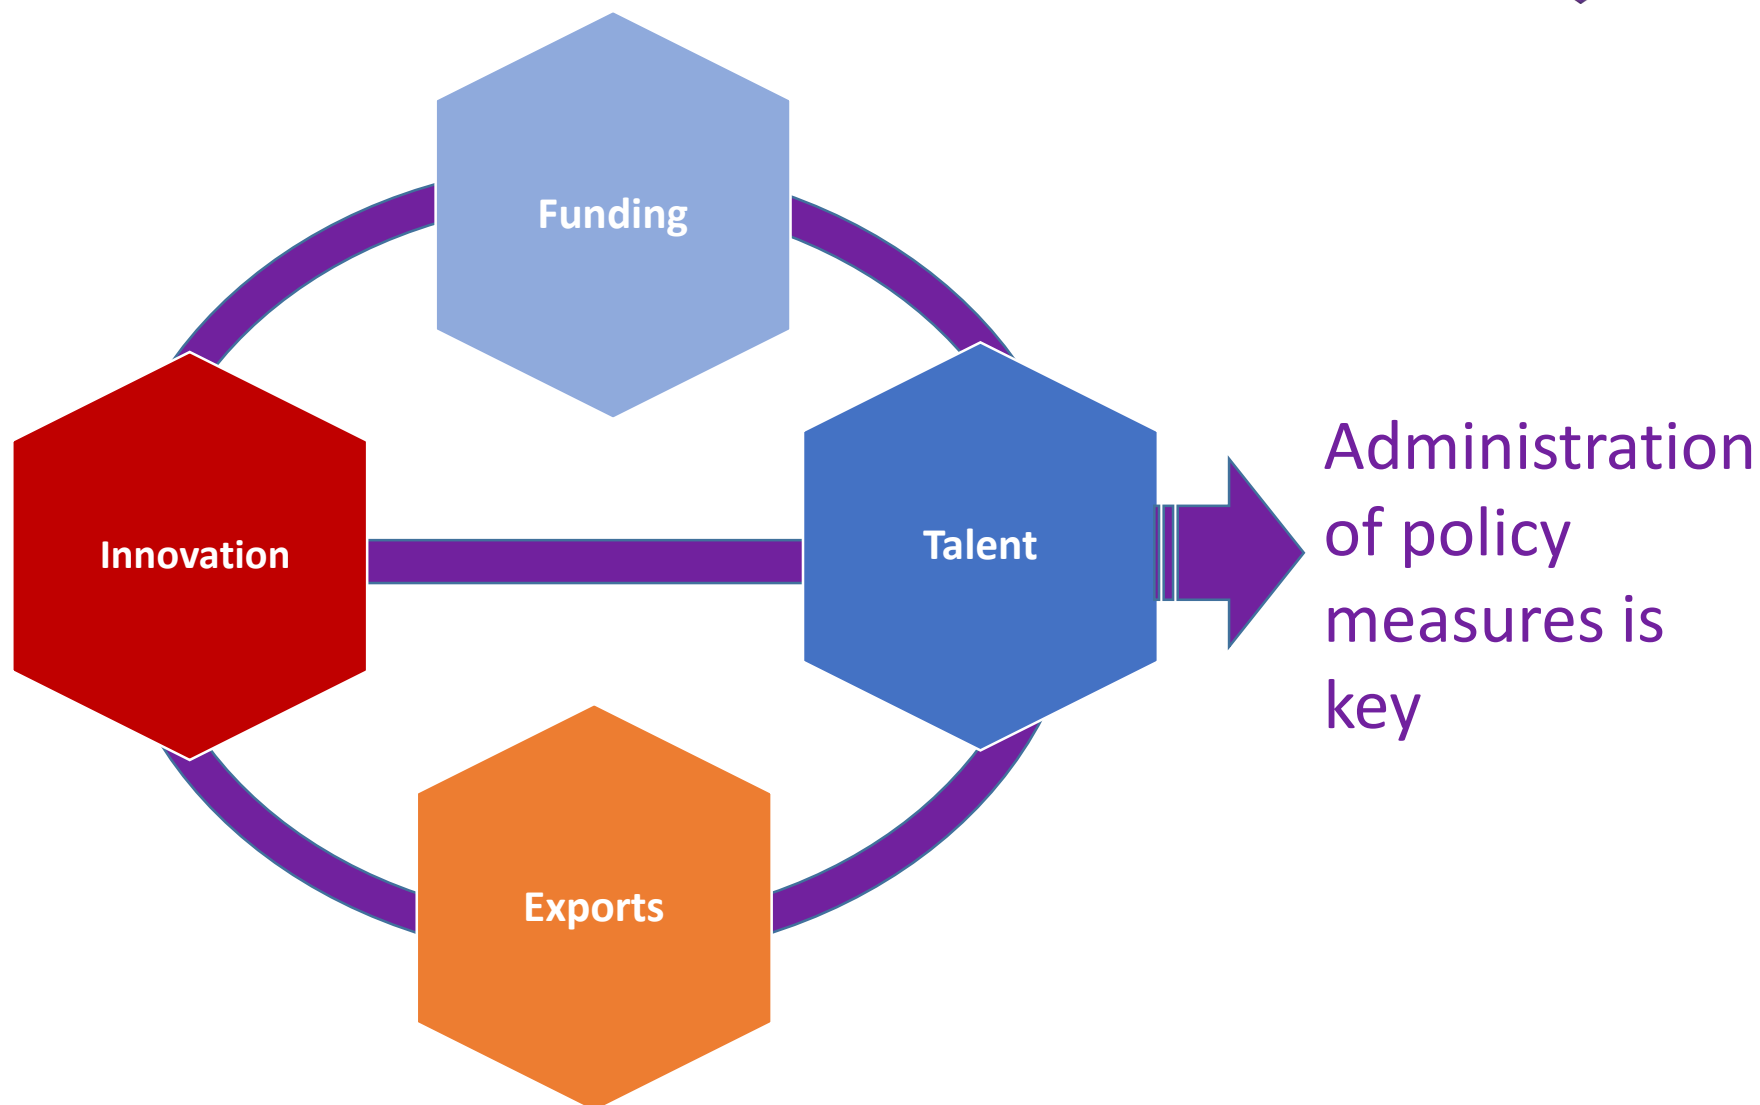 Funding
Innovation
Talent
Exports
Administration
of policy
measures is
key